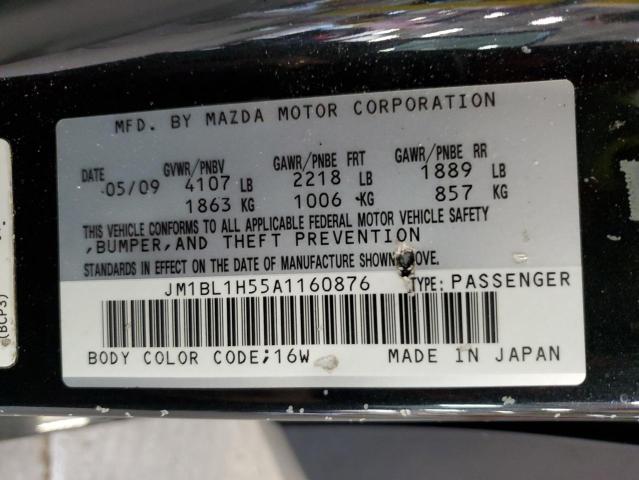 MFD. BY MAZDA MOTOR CORPORATION
DATE 05/09 GVWR/PNBV 4107 LB 1863 KG GAWR/PNBE FRT 2218 LB 1006 KG GAWR/PNBE RR 1889 LB 857 KG
THIS VEHICLE CONFORMS TO ALL APPLICABLE FEDERAL MOTOR VEHICLE SAFETY
,BUMPER,AND THEFT PREVENTION
STANDARDS IN EFFECT ON THE DATE OF MANUFACTURE SHOWN ABOVE.
JM1BL1H55A1160876 TYPE: PASSENGER
BODY COLOR CODE;16W MADE IN JAPAN
(BCP3)